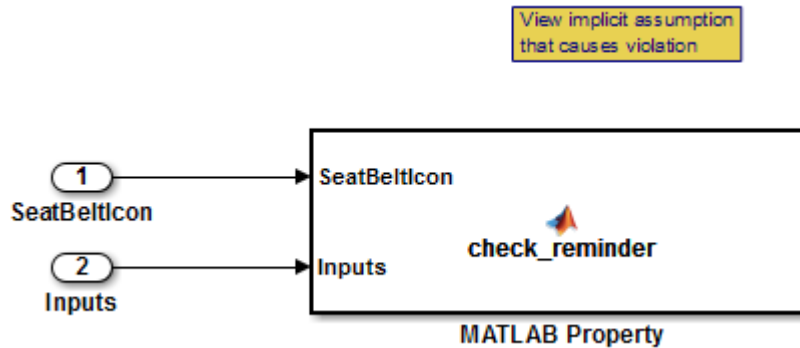 View implicit assumption
that causes violation
1
SeatBeltIcon
SeatBeltIcon
check_reminder
2
Inputs
Inputs
MATLAB Property